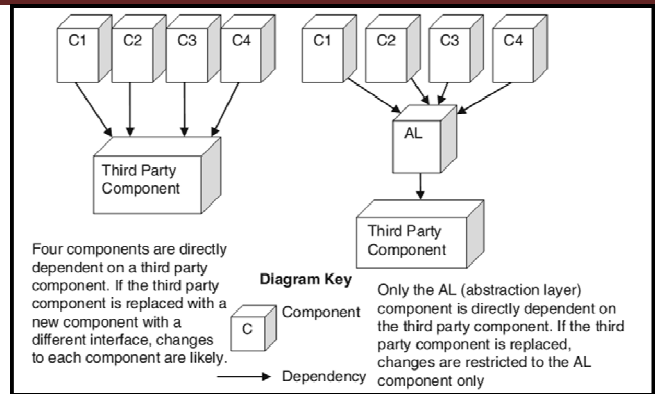 C1
C2
C3
C4
Third Party
Component
C1
C2
C3
C4
AL
Third Party
Component
Four components are directly
dependent on a third party
component. If the third party
component is replaced with a
new component with a
different interface, changes
to each component are likely.
Diagram Key
C
Component
Dependency
Only the AL (abstraction layer)
component is directly dependent on
the third party component. If the third
party component is replaced,
changes are restricted to the AL
component only